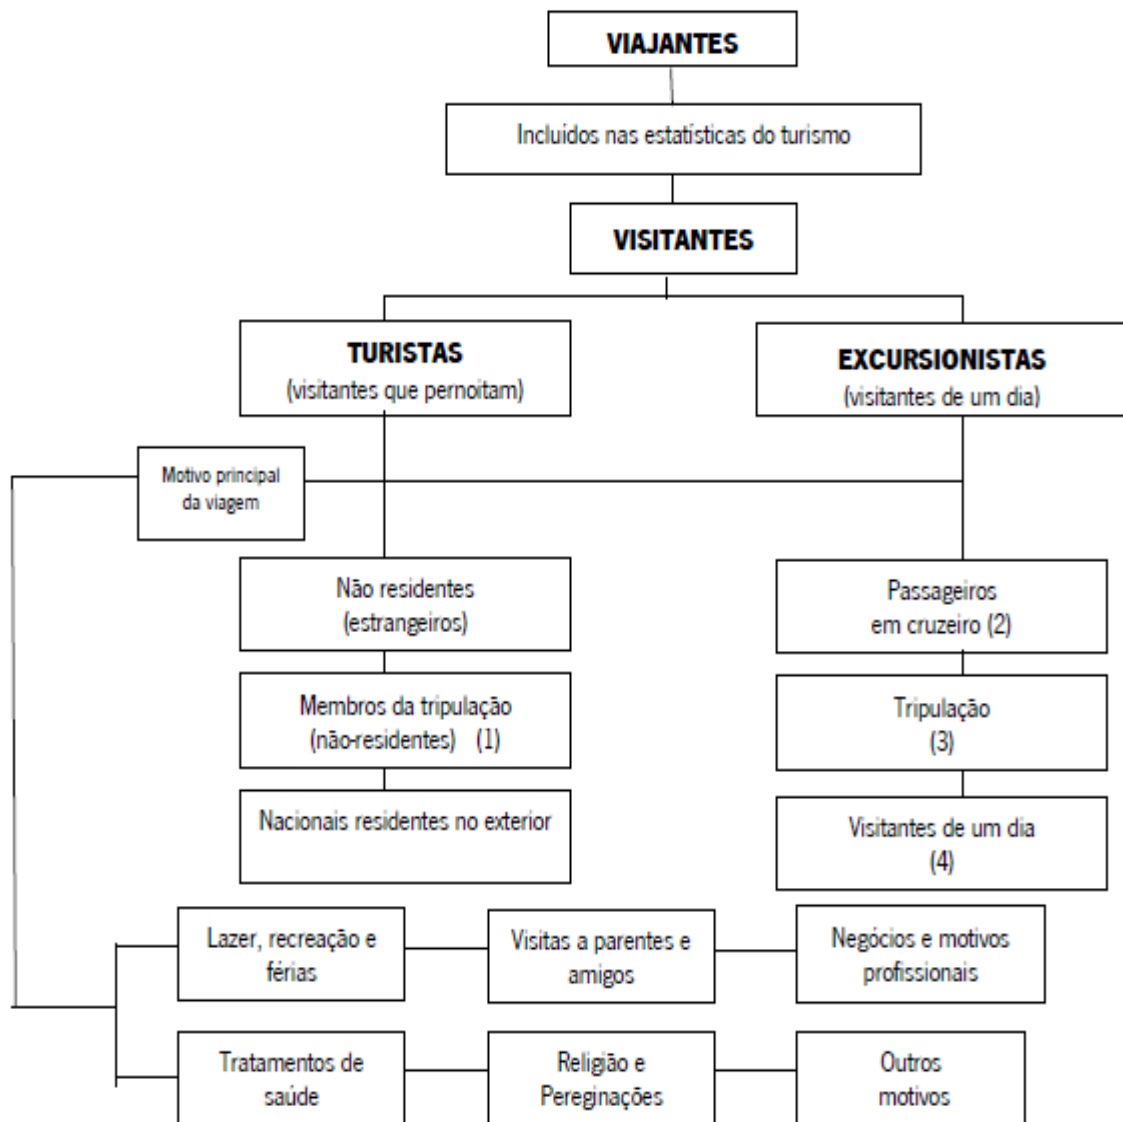 VIAJANTES
Incluídos nas estatísticas do turismo
VISITANTES
TURISTAS
(visitantes que pernoitam)
EXCURSIONISTAS
(visitantes de um dia)
Motivo principal
da viagem
Não residentes
(estrangeiros)
Passageiros
em cruzeiro (2)
Membros da tripulação
(não-residentes) (1)
Tripulação
(3)
Nacionais residentes no exterior
Visitantes de um dia
(4)
Lazer, recreação e
férias
Visitas a parentes e
amigos
Negócios e motivos
profissionais
Tratamentos de
saúde
Religião e
Pereginações
Outros
motivos